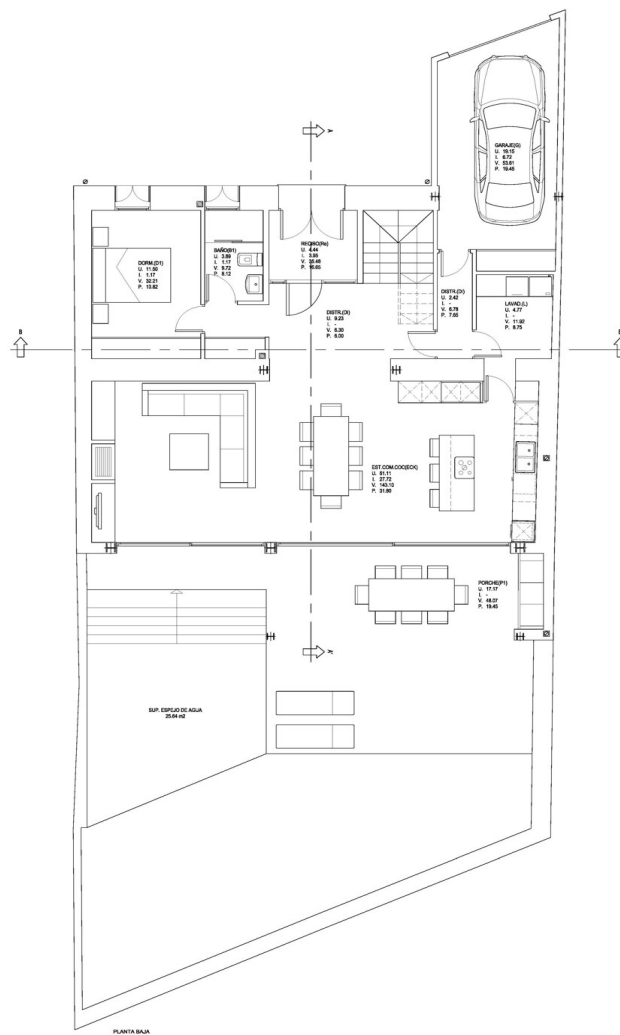 GARAJE(G)
U. 19.15
I. 6.72
V. 53.61
P. 19.45
A
DORM.(D1)
U. 11.50
I. 1.17
V. 32.21
P. 13.82
BAÑO(B1)
U. 3.89
I. 1.17
V. 9.72
P. 8.12
RECIBO(Re)
U. 4.44
I. 3.95
V. 35.48
P. 16.65
DISTR.(Di)
U. 9.23
I. -
V. 6.30
P. 6.00
DISTR.(Di)
U. 2.42
I. -
V. 6.78
P. 7.65
LAVAD.(L)
U. 4.77
I. -
V. 11.92
P. 8.75
B
EST.COM.COC(ECK)
U. 51.11
I. 27.72
V. 143.10
P. 31.80
PORCHE(P1)
U. 17.17
I. -
V. 48.07
P. 19.45
A'
SUP. ESPEJO DE AGUA
25.64 m2
PLANTA BAJA